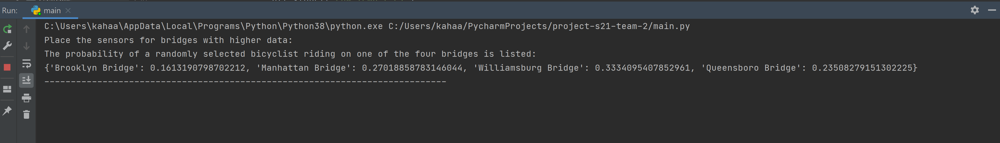 Run: main
C:\Users\kahaa\AppData\Local\Programs\Python\Python38\python.exe C:/Users/kahaa/PycharmProjects/project-s21-team-2/main.py
Place the sensors for bridges with higher data:
The probability of a randomly selected bicyclist riding on one of the four bridges is listed:
{'Brooklyn Bridge': 0.1613190798702212, 'Manhattan Bridge': 0.27018858783146044, 'Williamsburg Bridge': 0.3334095407852961, 'Queensboro Bridge': 0.23508279151302225}
----------------------------------------------------------------------------